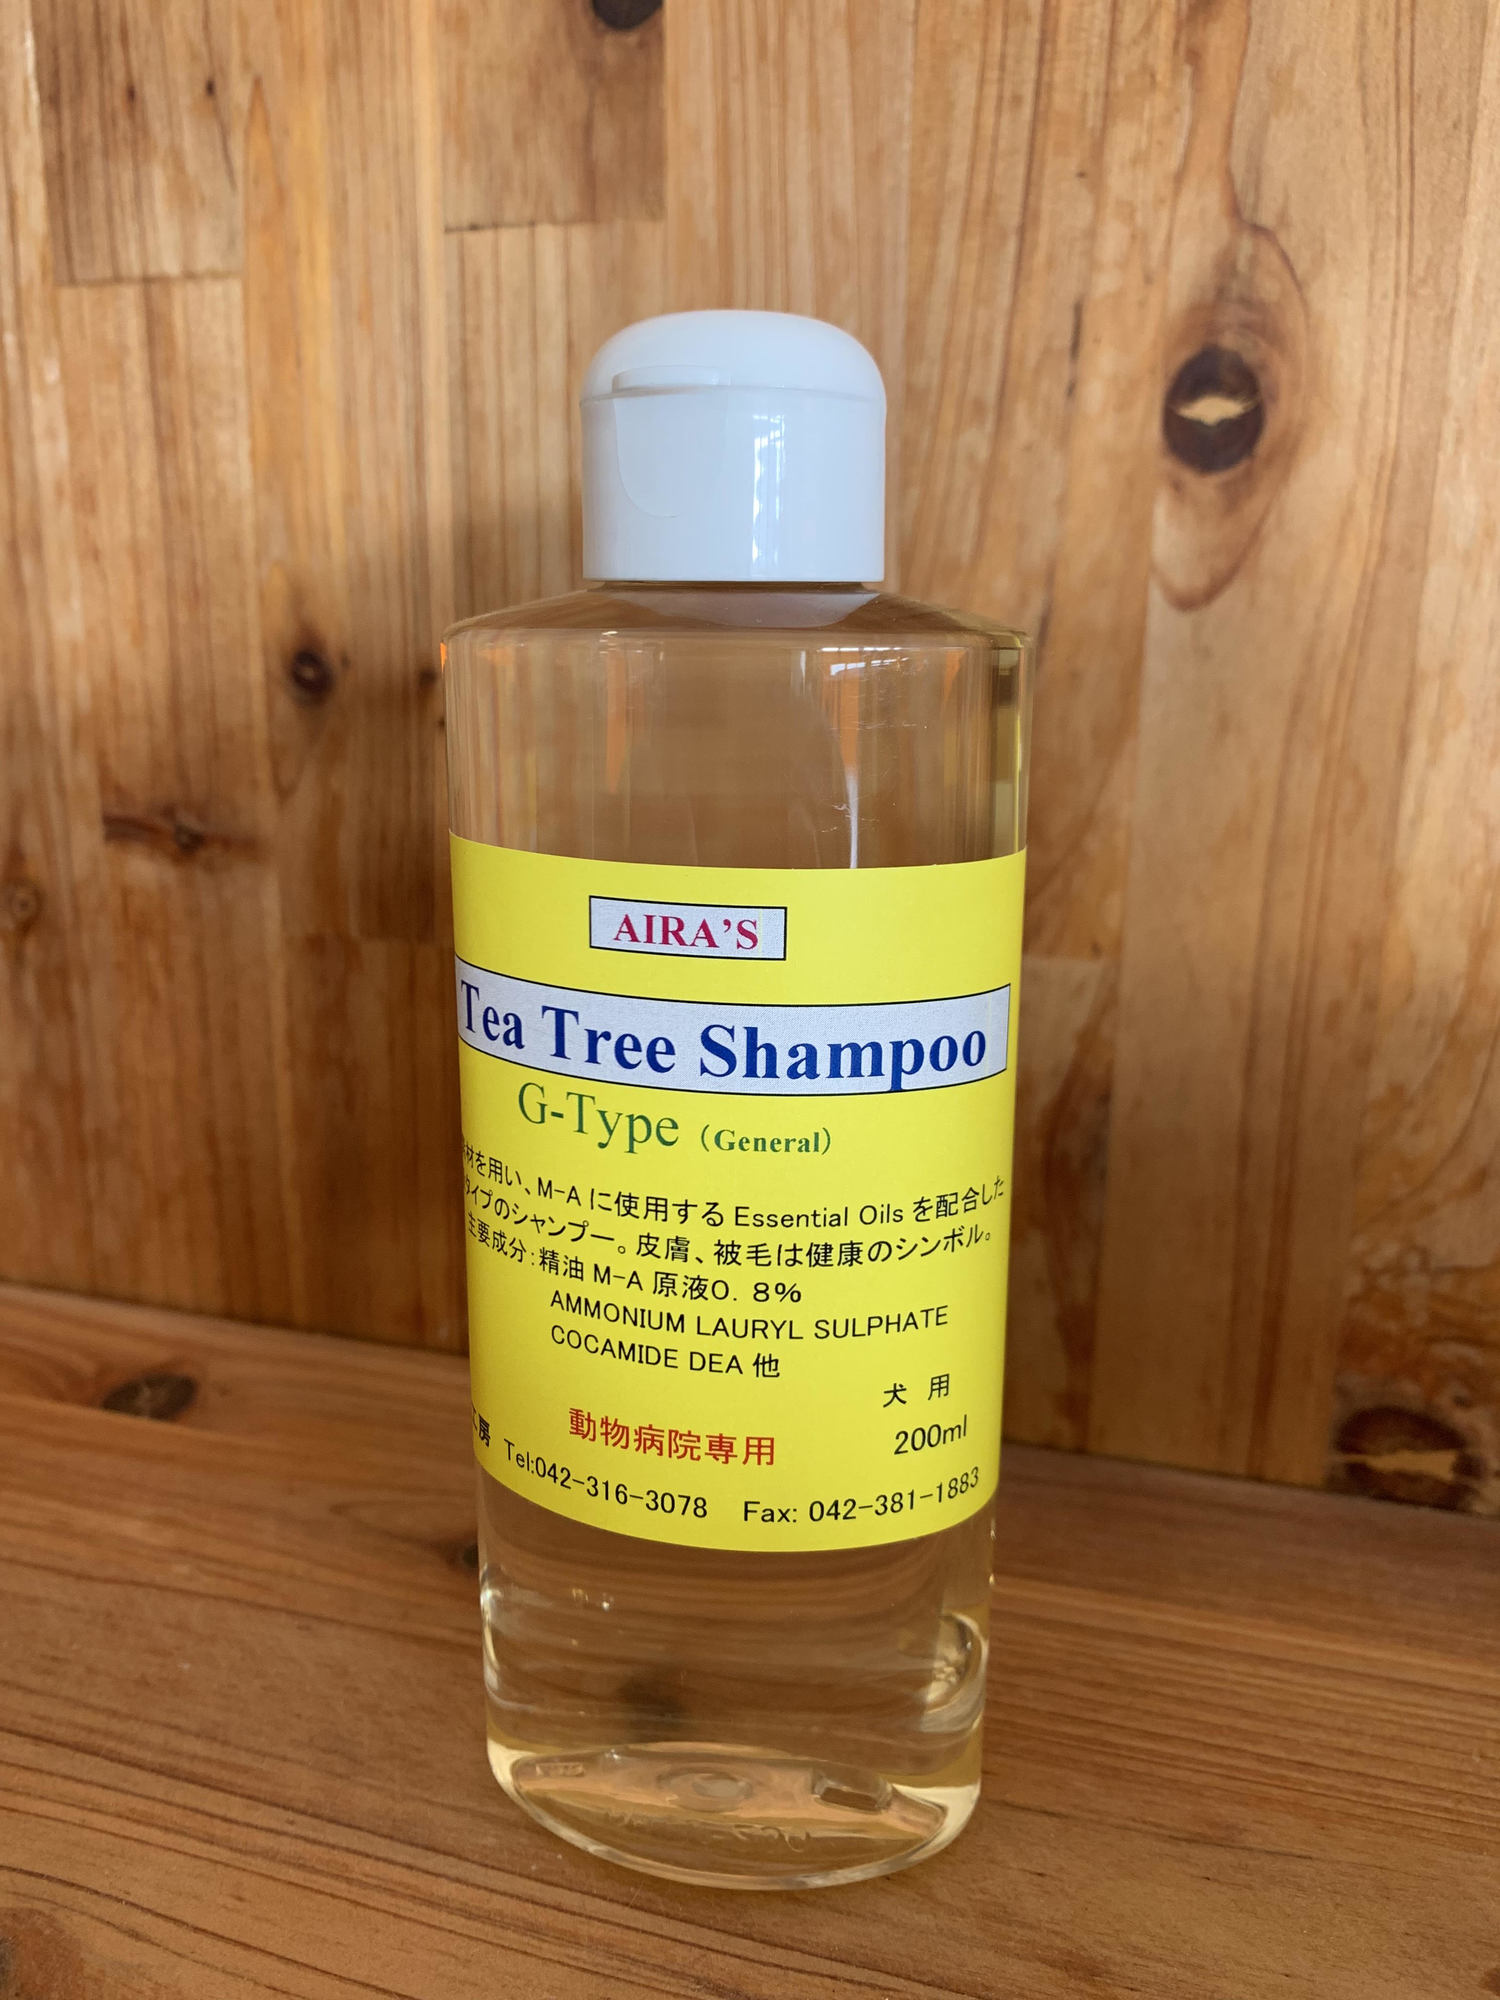 AIRA'S
Tea Tree Shampoo
G-Type (General)
材を用い、M-A に使用する Essential Oils を配合した
タイプのシャンプー。皮膚、被毛は健康のシンボル。
主要成分:精油 M-A 原液0. 8%
AMMONIUM LAURYL SULPHATE
COCAMIDE DEA 他
犬 用
動物病院専用 200ml
工房 Tel:042-316-3078 Fax: 042-381-1883